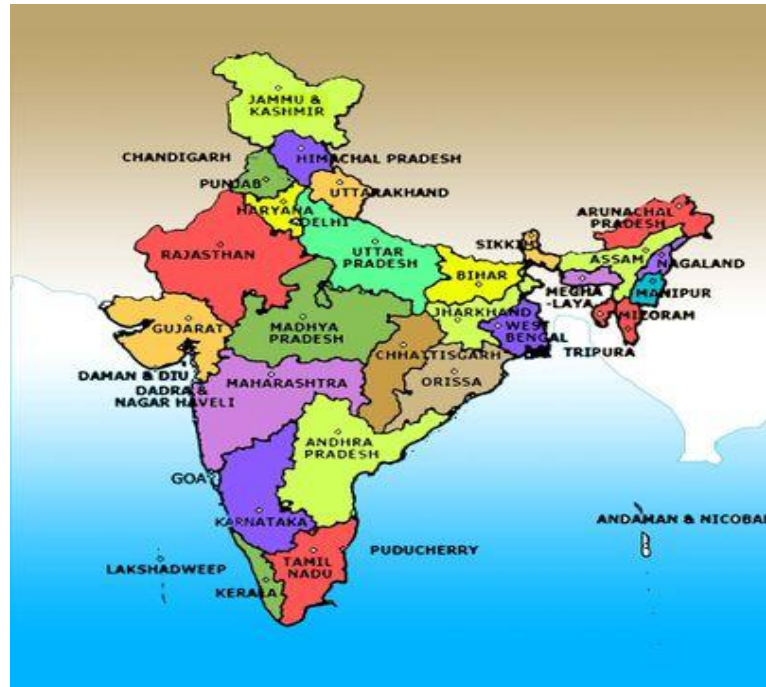 JAMMU &
KASHMIR
CHANDIGARH
HIMACHAL PRADESH
PUNJAB
UTTARAKHAND
HARYANA
DELHI
ARUNACHAL
PRADESH
RAJASTHAN
UTTAR
PRADESH
SIKKIM
ASSAM
NAGALAND
BIHAR
MEGHA
-LAYA
MANIPUR
JHARKHAND
MIZORAM
GUJARAT
MADHYA
PRADESH
WEST
BENGAL
TRIPURA
CHHATTISGARH
DAMAN & DIU
MAHARASHTRA
ORISSA
DADRA &
NAGAR HAVELI
ANDHRA
PRADESH
GOA
KARNATAKA
ANDAMAN & NICOBAR
PUDUCHERRY
LAKSHADWEEP
TAMIL
NADU
KERALA